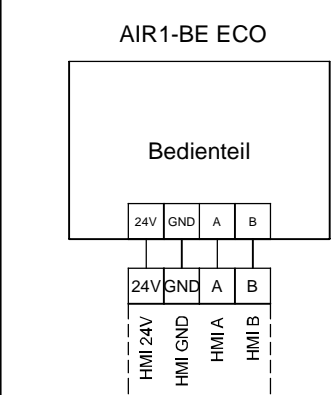 AIR1-BE ECO
Bedienteil
24V GND A B
24V GND A B
HMI 24V
HMI GND
HMI A
HMI B